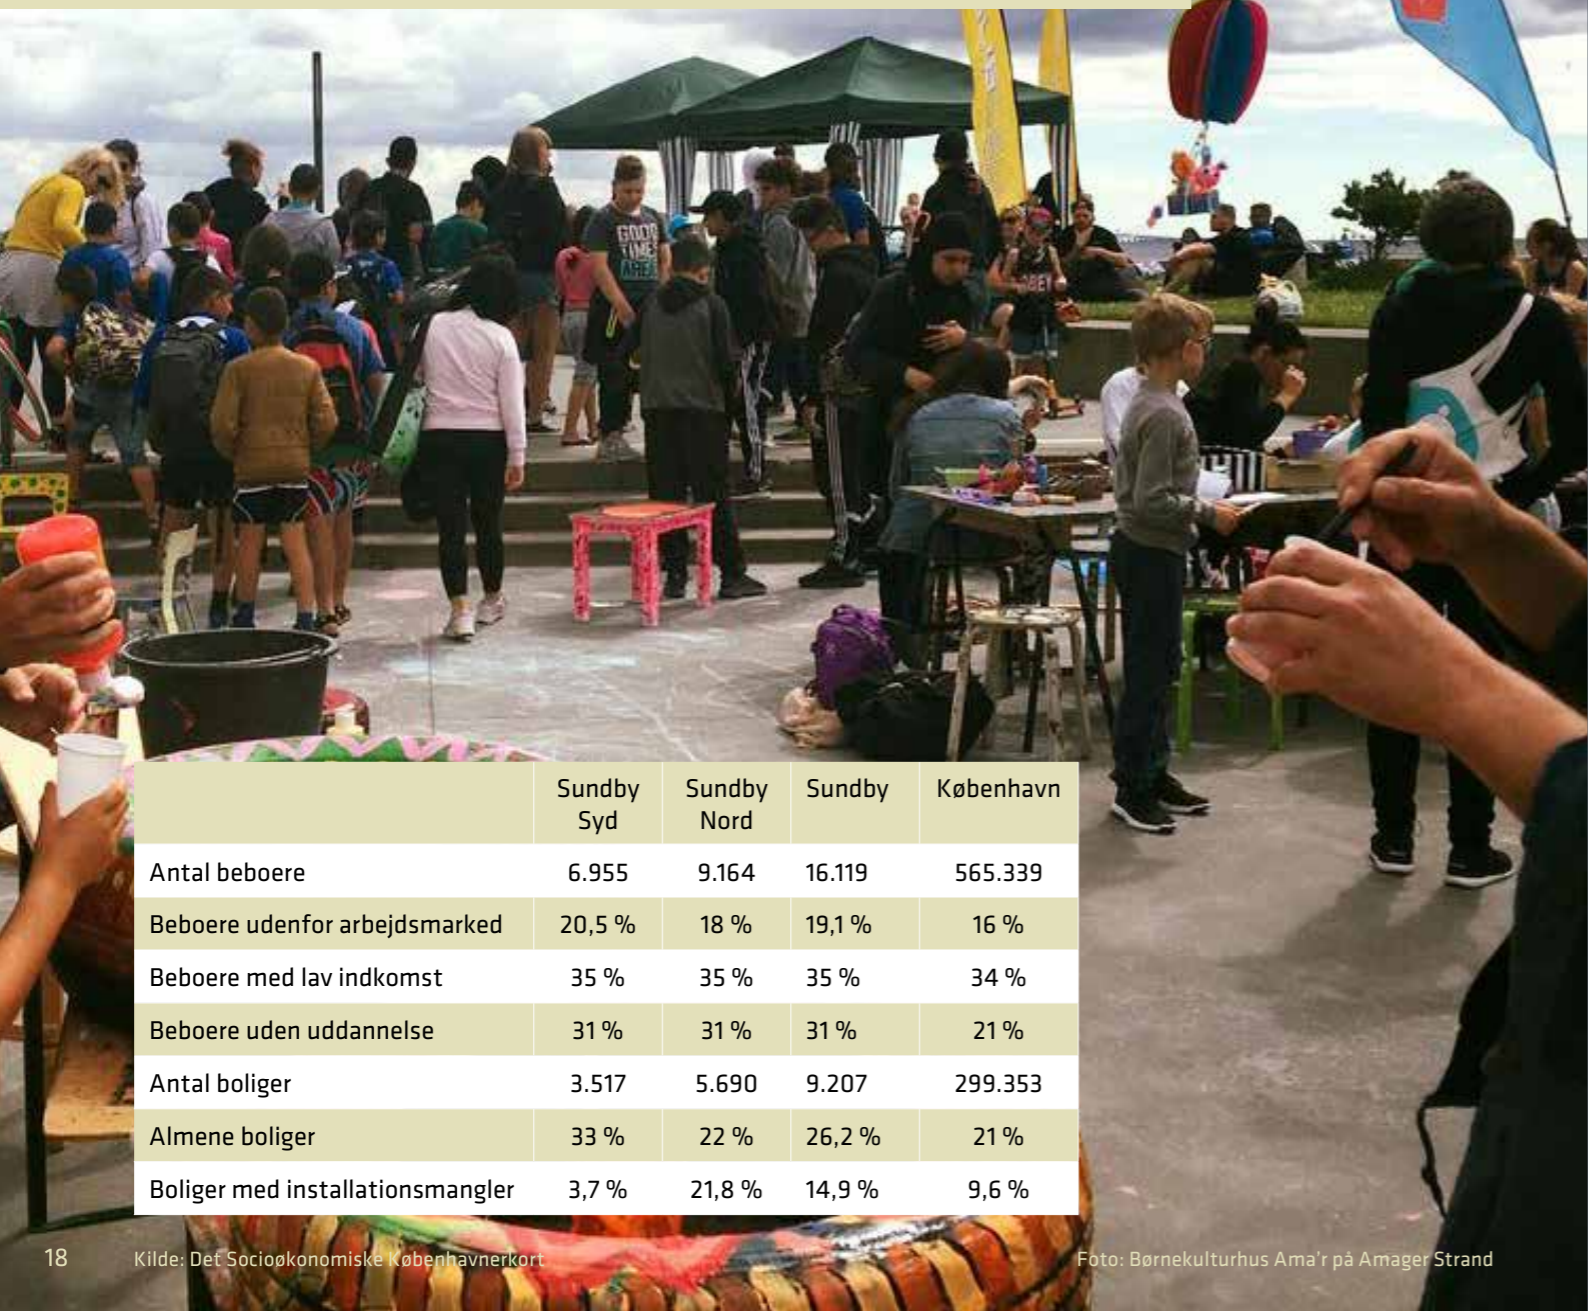 GOOD
Sundby Syd Sundby Nord Sundby København
Antal beboere 6.955 9.164 16.119 565.339
Beboere udenfor arbejdsmarked 20,5 % 18 % 19,1 % 16 %
Beboere med lav indkomst 35 % 35 % 35 % 34 %
Beboere uden uddannelse 31 % 31 % 31 % 21 %
Antal boliger 3.517 5.690 9.207 299.353
Almene boliger 33 % 22 % 26,2 % 21 %
Boliger med installationsmangler 3,7 % 21,8 % 14,9 % 9,6 %
18 Kilde: Det Socioøkonomiske Københavnerkort Foto: Børnekulturhus Ama'r på Amager Strand